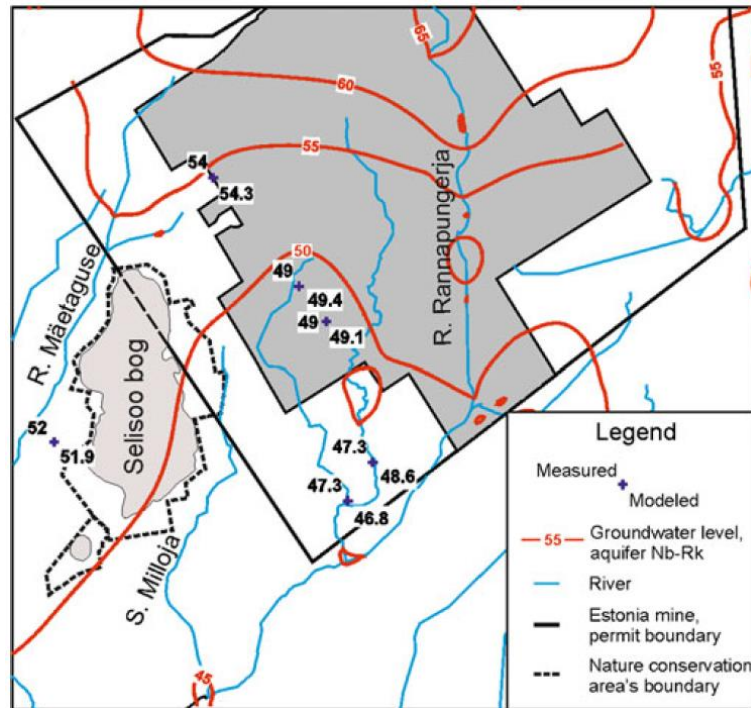 65
55
60
54
54.3
55
R. Rannapungerja
50
49
49.4
49
49.1
R. Mäetaguse
Selisoo bog
52
51.9
47.3
48.6
47.3
46.8
S. Milloja
45
Legend
Measured
Modeled
55
Groundwater level,
aquifer Nb-Rk
River
Estonia mine,
permit boundary
Nature conservation
area's boundary